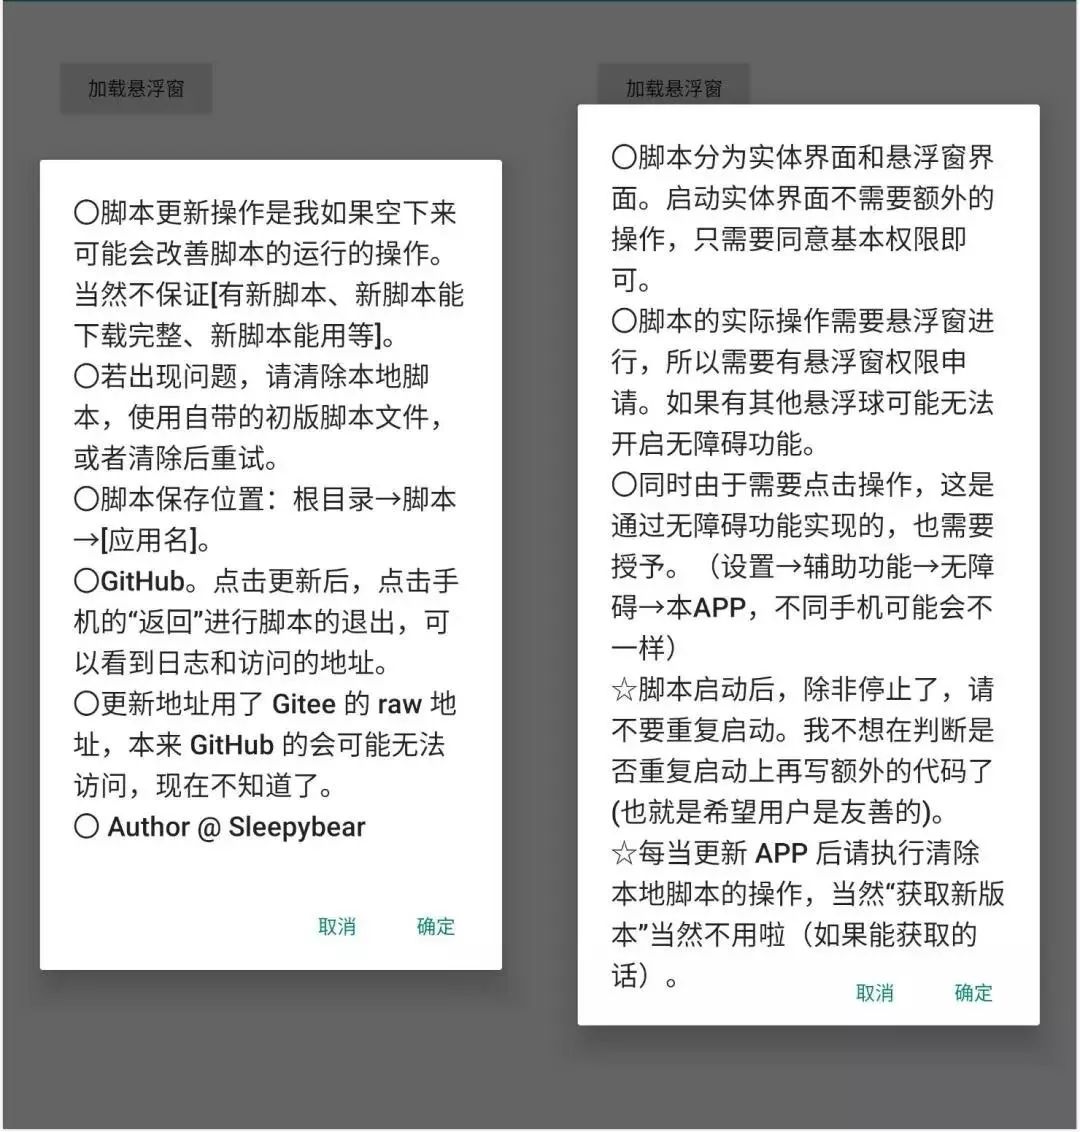 加载悬浮窗
〇脚本更新操作是我如果空下来
可能会改善脚本的运行的操作。
当然不保证[有新脚本、新脚本能
下载完整、新脚本能用等]。
〇若出现问题，请清除本地脚
本，使用自带的初版脚本文件，
或者清除后重试。
〇脚本保存位置：根目录→脚本
→[应用名]。
〇GitHub。点击更新后，点击手
机的“返回”进行脚本的退出，可
以看到日志和访问的地址。
〇更新地址用了 Gitee 的 raw 地
址，本来 GitHub 的会可能无法
访问，现在不知道了。
〇 Author @ Sleepybear
取消 确定
加载悬浮窗
〇脚本分为实体界面和悬浮窗界
面。启动实体界面不需要额外的
操作，只需要同意基本权限即
可。
〇脚本的实际操作需要悬浮窗进
行，所以需要有悬浮窗权限申
请。如果有其他悬浮球可能无法
开启无障碍功能。
〇同时由于需要点击操作，这是
通过无障碍功能实现的，也需要
授予。（设置→辅助功能→无障
碍→本APP，不同手机可能会不
一样）
☆脚本启动后，除非停止了，请
不要重复启动。我不想在判断是
否重复启动上再写额外的代码了
(也就是希望用户是友善的)。
☆每当更新 APP 后请执行清除
本地脚本的操作，当然“获取新版
本”当然不用啦（如果能获取的
话）。
取消 确定